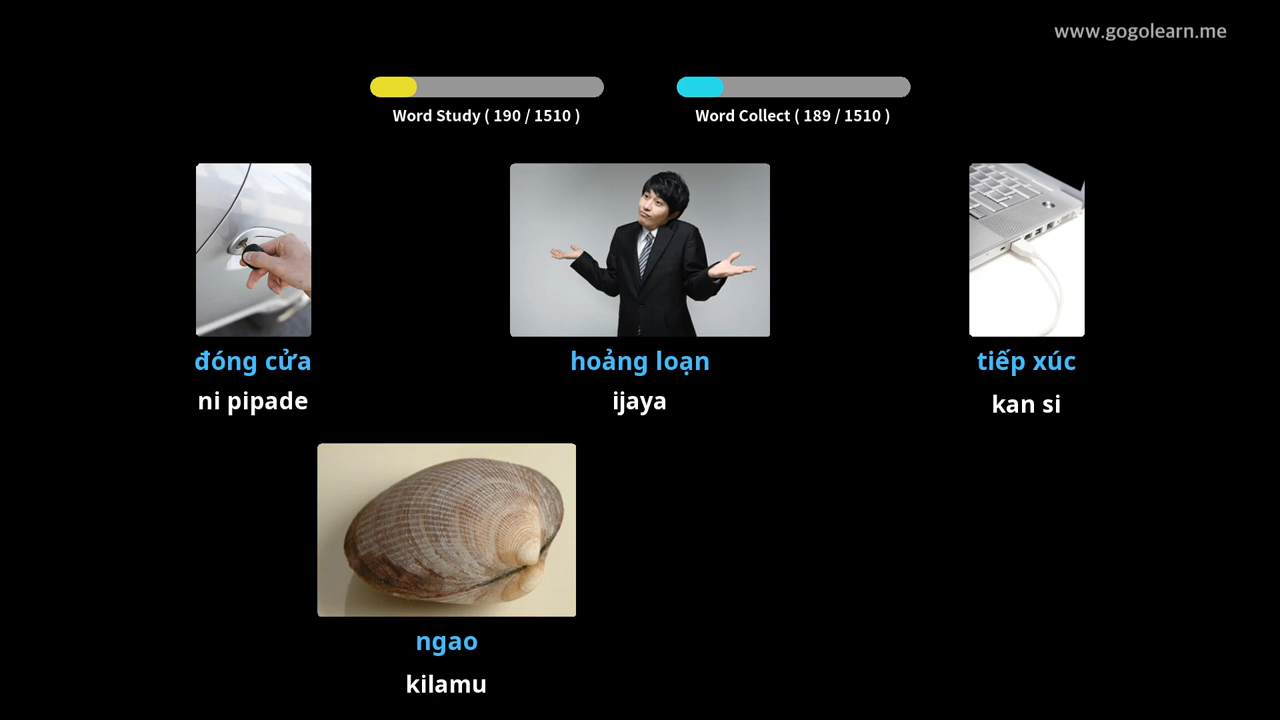 www.gogolearn.me
Word Study ( 190 / 1510 )
Word Collect ( 189 / 1510 )
đóng cửa
hoảng loạn
tiếp xúc
ni pipade
ijaya
kan si
ngao
kilamu